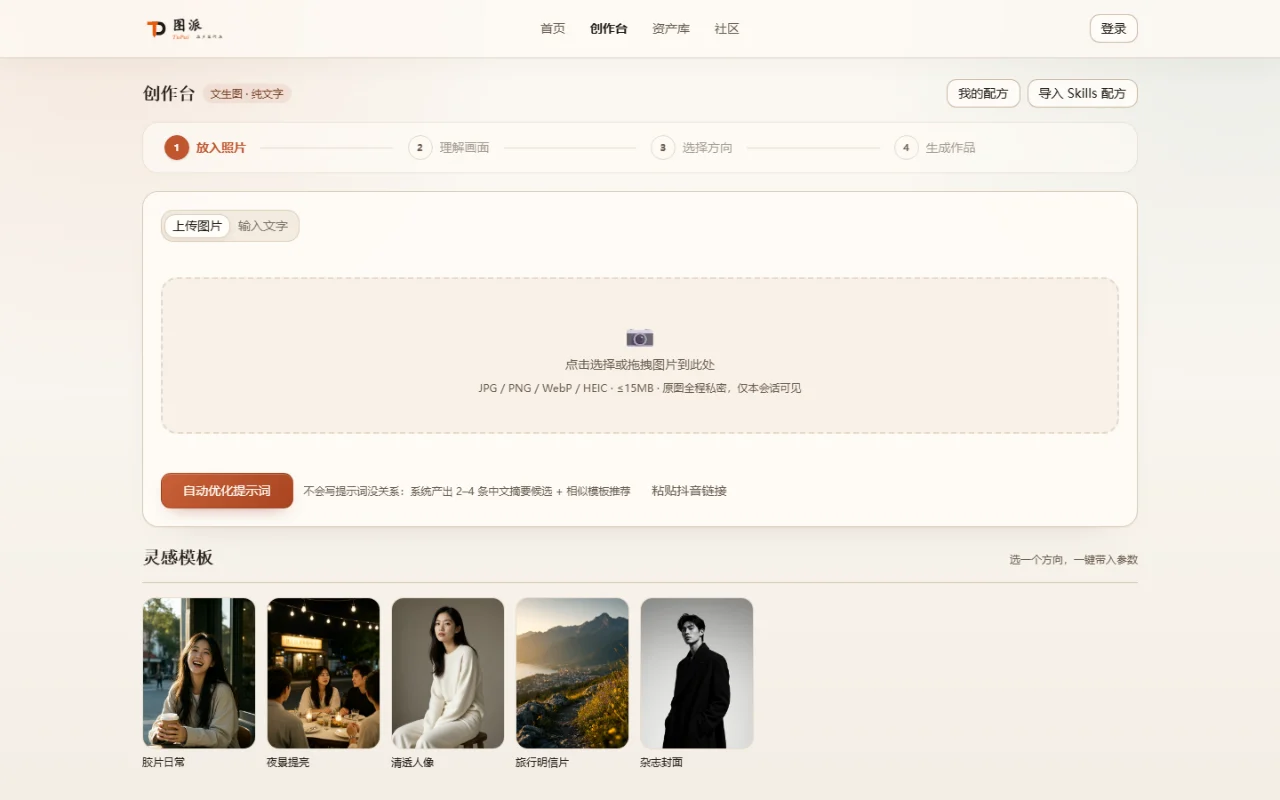 图派
首页 创作台 资产库 社区
登录
创作台 文生图 · 纯文字
我的配方 导入 Skills 配方
1 放入照片 2 理解画面 3 选择方向 4 生成作品
上传图片 输入文字
点击选择或拖拽图片到此处
JPG / PNG / WebP / HEIC · ≤15MB · 原图全程私密，仅本会话可见
自动优化提示词 不会写提示词没关系：系统产出 2–4 条中文摘要候选 + 相似模板推荐 粘贴抖音链接
灵感模板 选一个方向，一键带入参数
胶片日常 夜景提亮 清透人像 旅行明信片 杂志封面